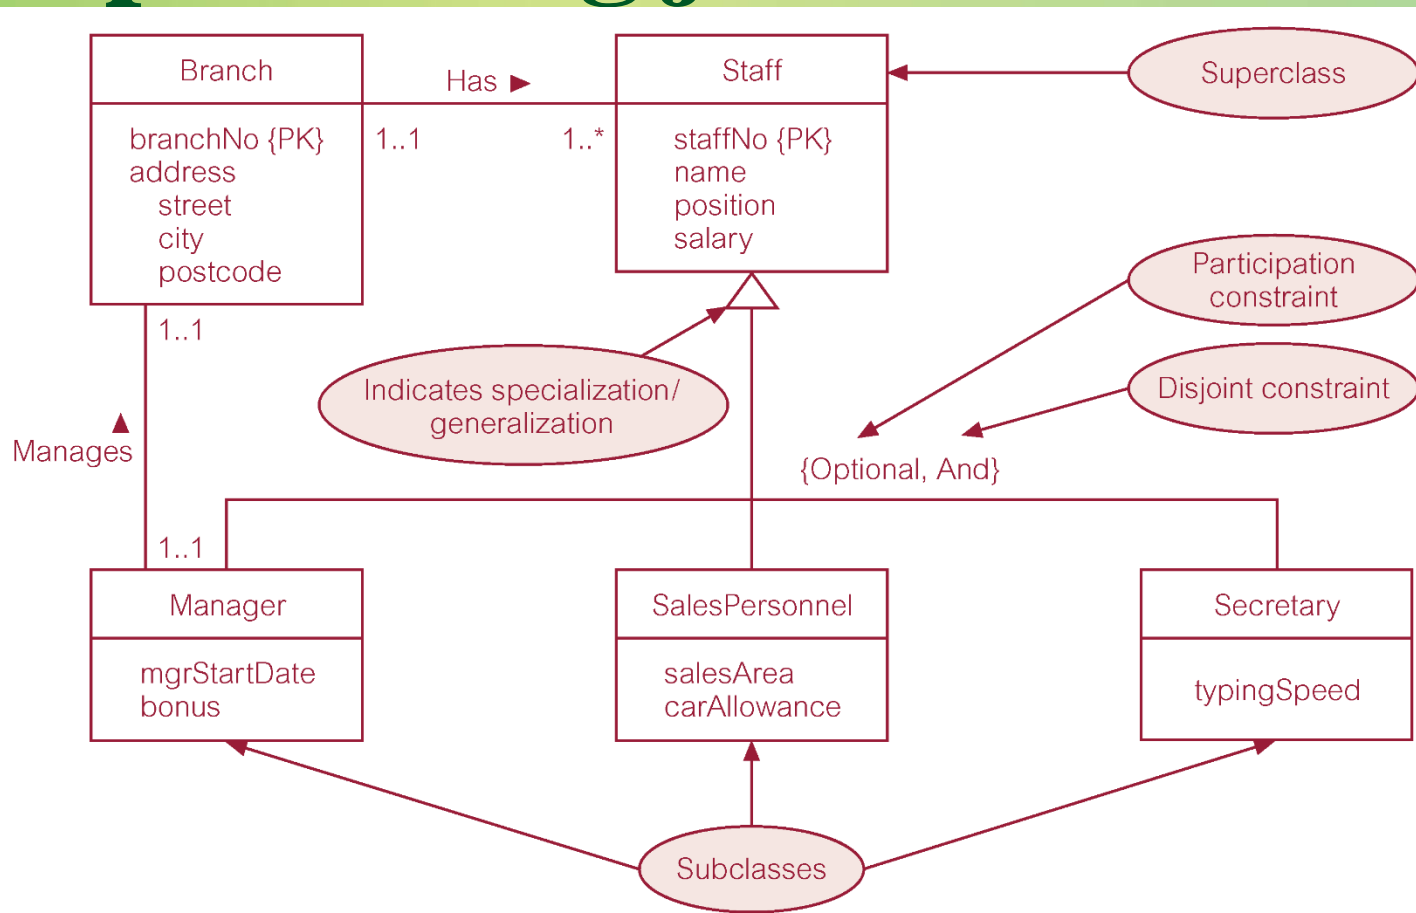 Branch
Has ►
Staff
Superclass
branchNo {PK}
address
street
city
postcode
1..1
1..*
staffNo {PK}
name
position
salary
Participation
constraint
Disjoint constraint
1..1
Indicates specialization/
generalization
▲
Manages
{Optional, And}
1..1
Manager
mgrStartDate
bonus
SalesPersonnel
salesArea
carAllowance
Secretary
typingSpeed
Subclasses